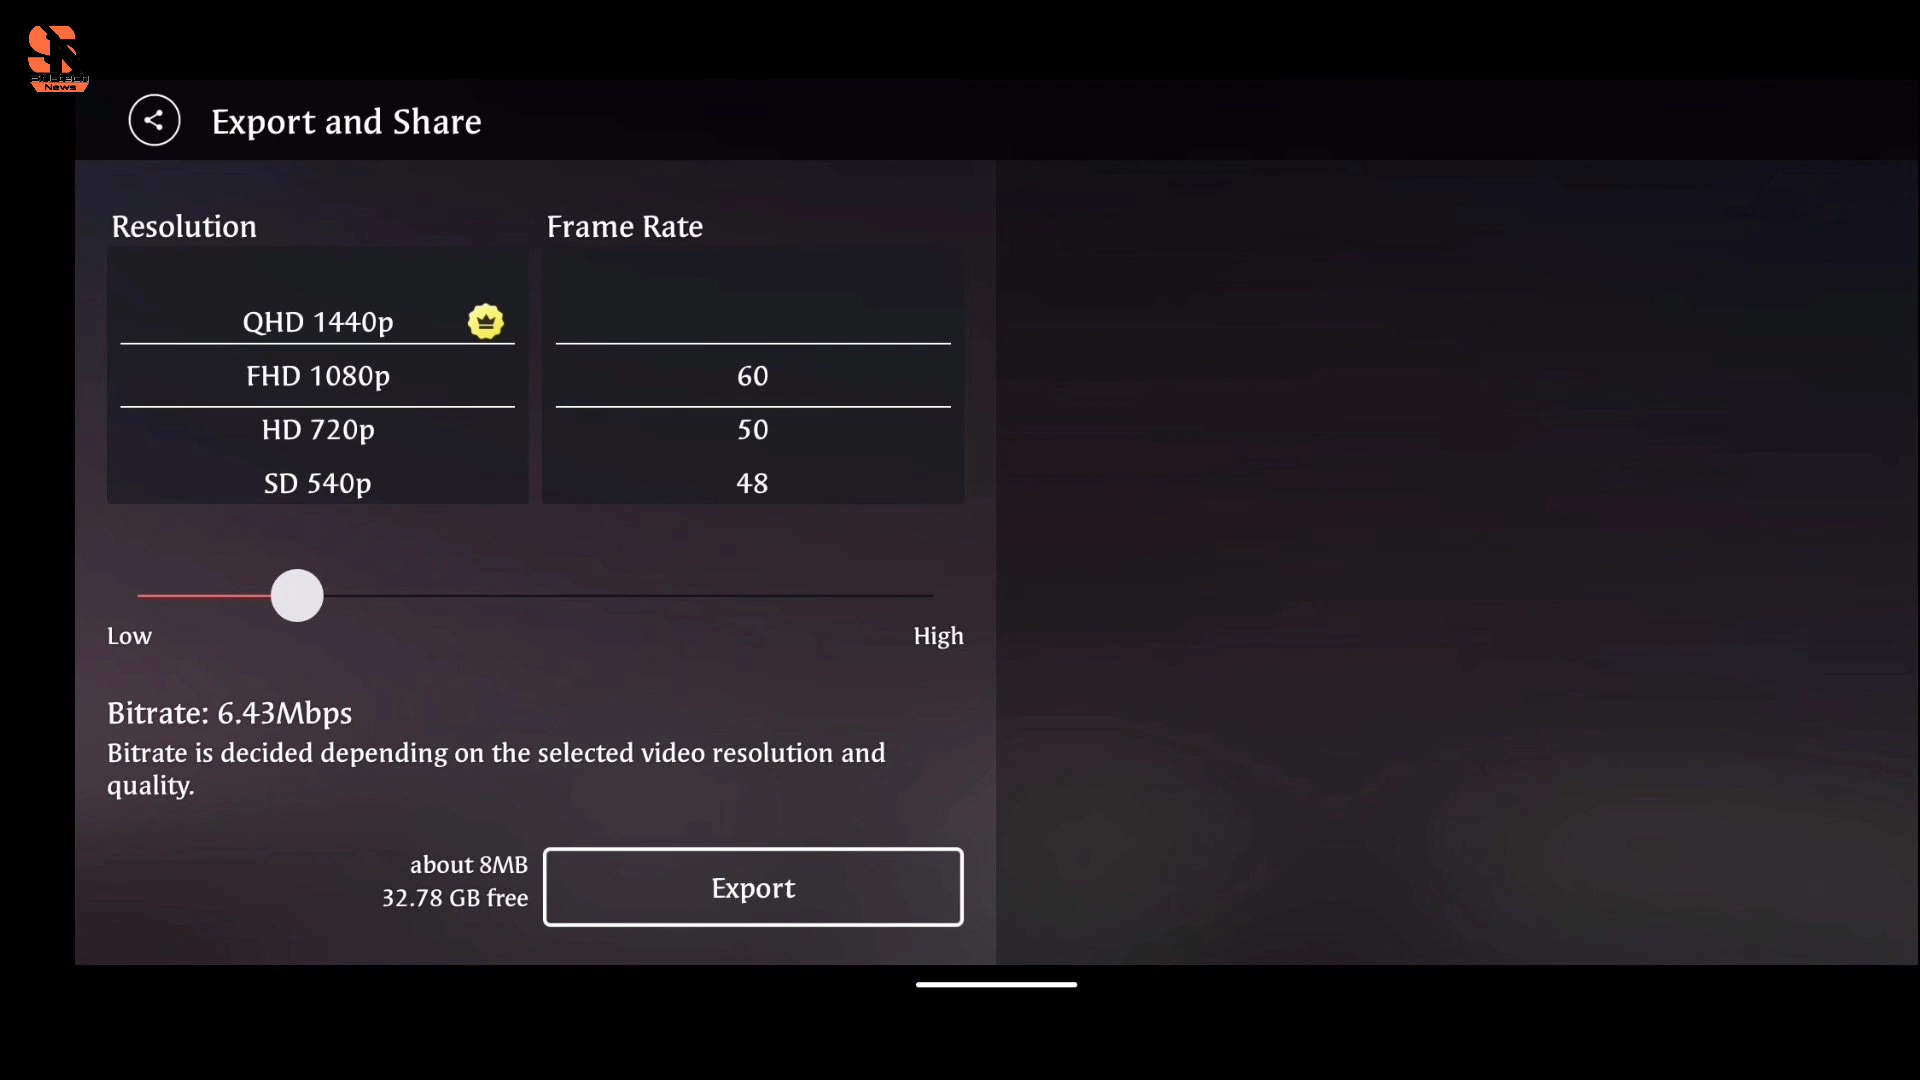 News
Export and Share
Resolution
Frame Rate
QHD 1440p
FHD 1080p
60
HD 720p
50
SD 540p
48
Low
High
Bitrate: 6.43Mbps
Bitrate is decided depending on the selected video resolution and
quality.
about 8MB
32.78 GB free
Export